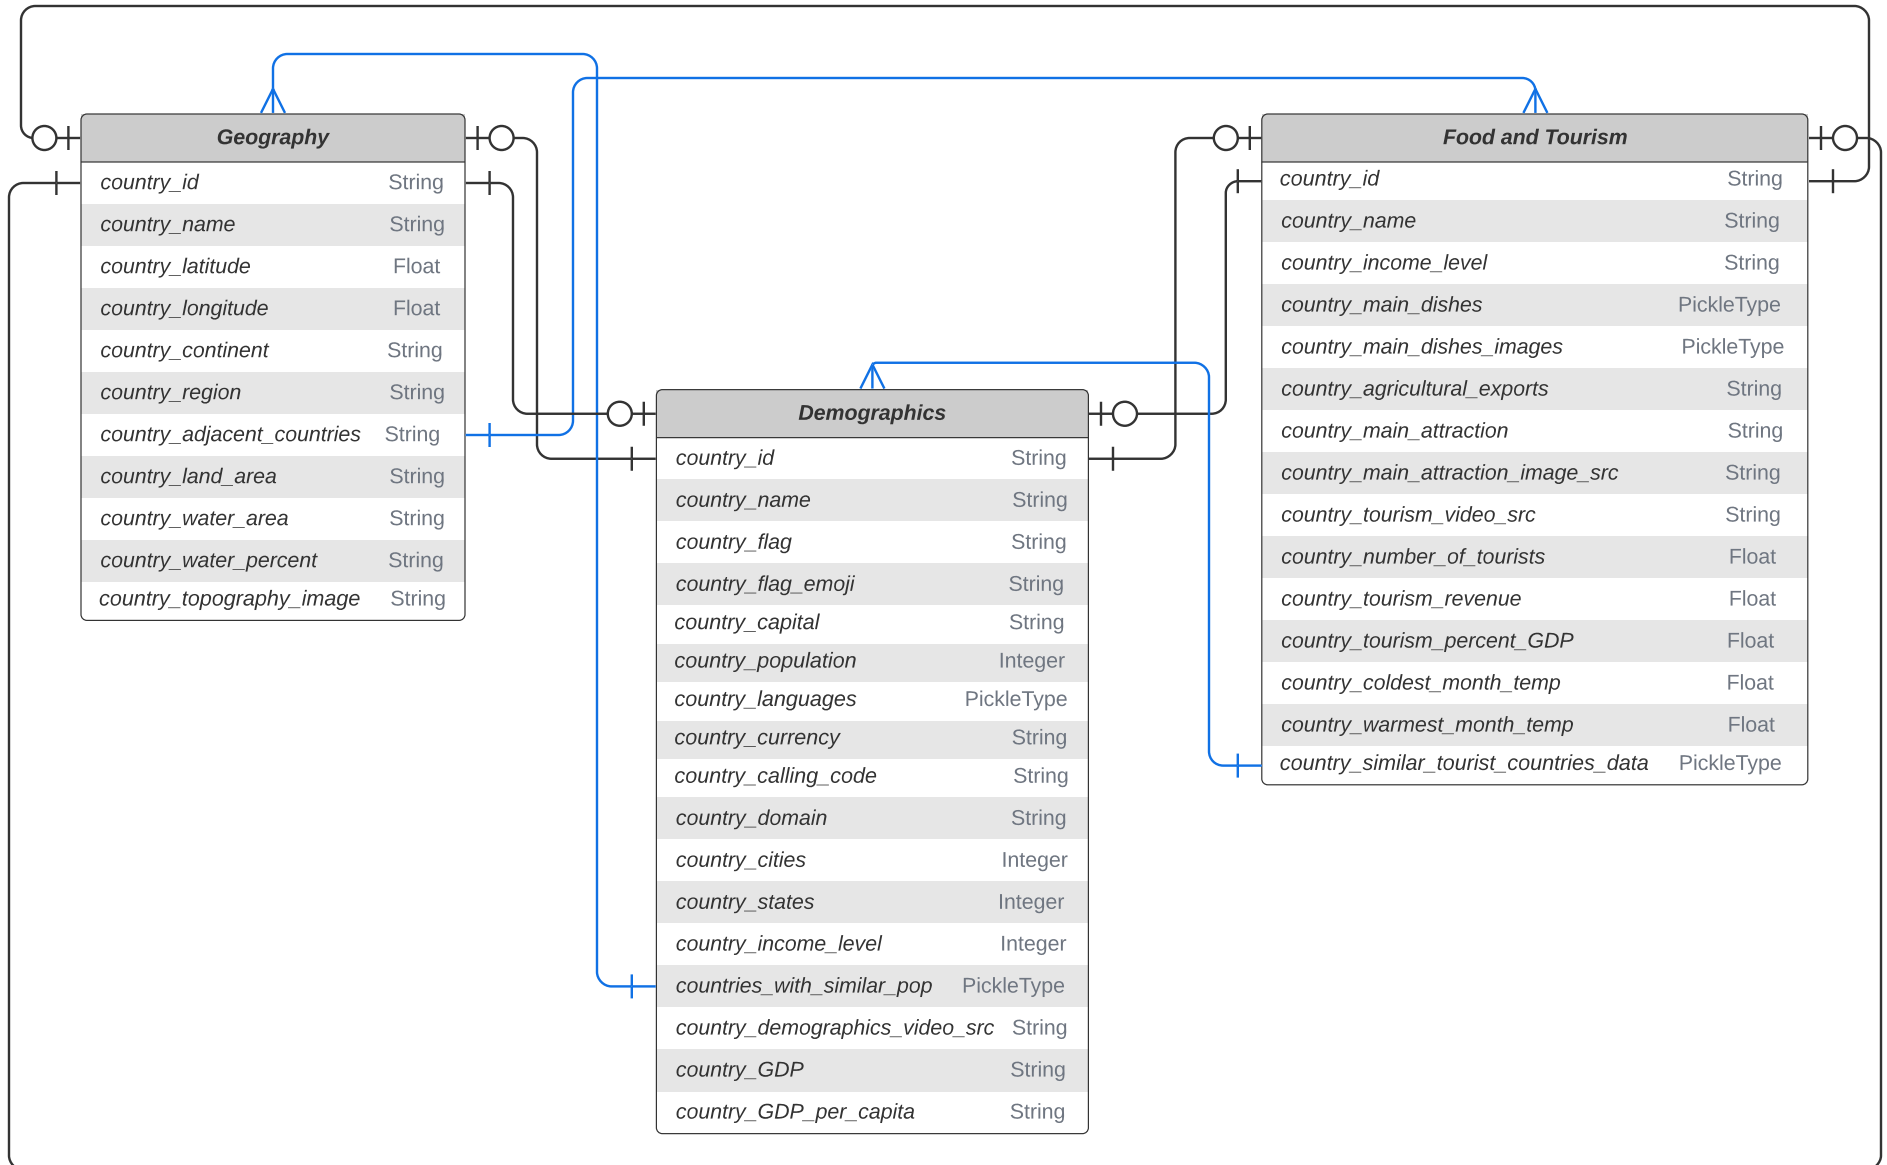 Geography
country_id String
country_name String
country_latitude Float
country_longitude Float
country_continent String
country_region String
country_adjacent_countries String
country_land_area String
country_water_area String
country_water_percent String
country_topography_image String
Demographics
country_id String
country_name String
country_flag String
country_flag_emoji String
country_capital String
country_population Integer
country_languages PickleType
country_currency String
country_calling_code String
country_domain String
country_cities Integer
country_states Integer
country_income_level Integer
countries_with_similar_pop PickleType
country_demographics_video_src String
country_GDP String
country_GDP_per_capita String
Food and Tourism
country_id String
country_name String
country_income_level String
country_main_dishes PickleType
country_main_dishes_images PickleType
country_agricultural_exports String
country_main_attraction String
country_main_attraction_image_src String
country_tourism_video_src String
country_number_of_tourists Float
country_tourism_revenue Float
country_tourism_percent_GDP Float
country_coldest_month_temp Float
country_warmest_month_temp Float
country_similar_tourist_countries_data PickleType